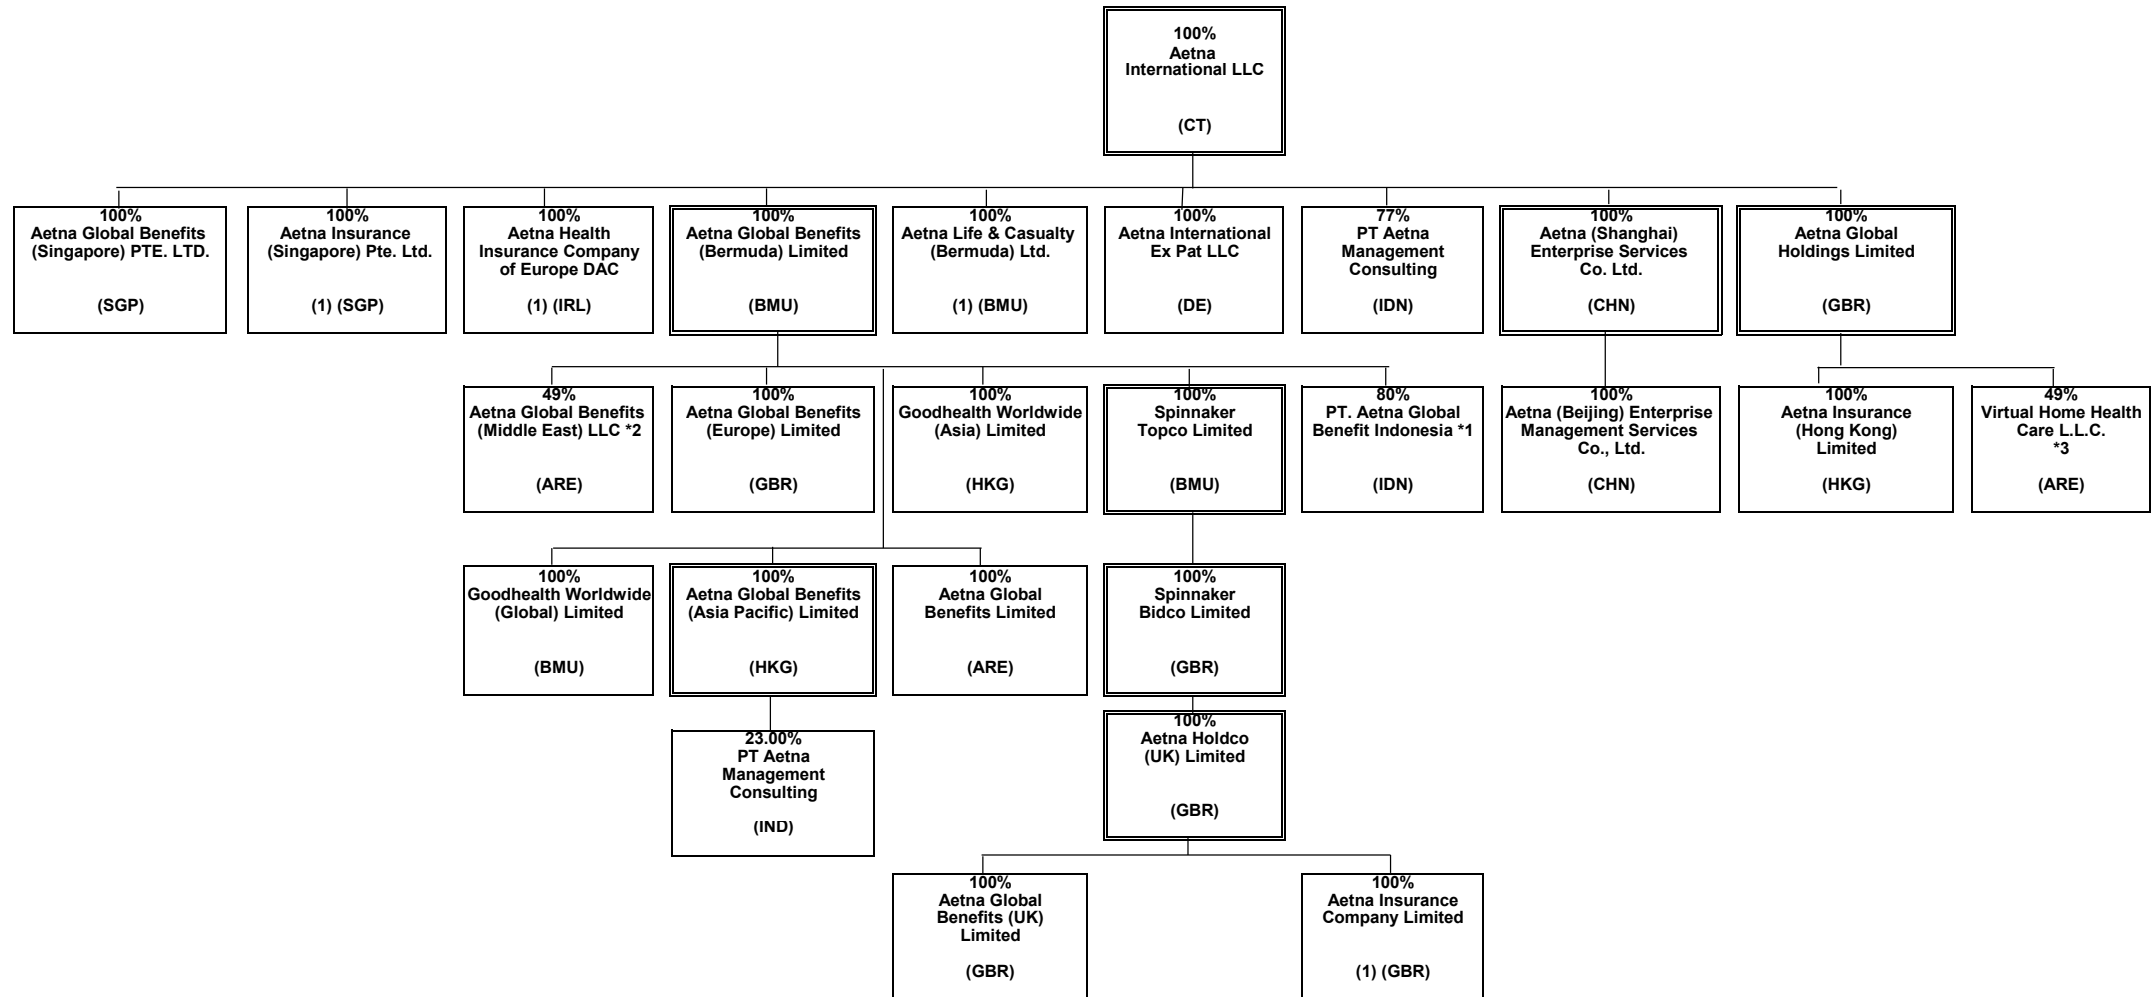 100%
Aetna
International LLC
(CT)
100%
Aetna Global Benefits
(Singapore) PTE. LTD.
(SGP)
100%
Aetna Insurance
(Singapore) Pte. Ltd.
(1) (SGP)
100%
Aetna Health
Insurance Company
of Europe DAC
(1) (IRL)
100%
Aetna Global Benefits
(Bermuda) Limited
(BMU)
100%
Aetna Life & Casualty
(Bermuda) Ltd.
(1) (BMU)
100%
Aetna International
Ex Pat LLC
(DE)
77%
PT Aetna
Management
Consulting
(IDN)
100%
Aetna (Shanghai)
Enterprise Services
Co. Ltd.
(CHN)
100%
Aetna Global
Holdings Limited
(GBR)
49%
Aetna Global Benefits
(Middle East) LLC *2
(ARE)
100%
Aetna Global Benefits
(Europe) Limited
(GBR)
100%
Goodhealth Worldwide
(Asia) Limited
(HKG)
100%
Spinnaker
Topco Limited
(BMU)
80%
PT. Aetna Global
Benefit Indonesia *1
(IDN)
100%
Aetna (Beijing) Enterprise
Management Services
Co., Ltd.
(CHN)
100%
Aetna Insurance
(Hong Kong)
Limited
(HKG)
49%
Virtual Home Health
Care L.L.C.
*3
(ARE)
100%
Goodhealth Worldwide
(Global) Limited
(BMU)
100%
Aetna Global Benefits
(Asia Pacific) Limited
(HKG)
100%
Aetna Global
Benefits Limited
(ARE)
100%
Spinnaker
Bidco Limited
(GBR)
23.00%
PT Aetna
Management
Consulting
(IND)
100%
Aetna Holdco
(UK) Limited
(GBR)
100%
Aetna Global
Benefits (UK)
Limited
(GBR)
100%
Aetna Insurance
Company Limited
(1) (GBR)